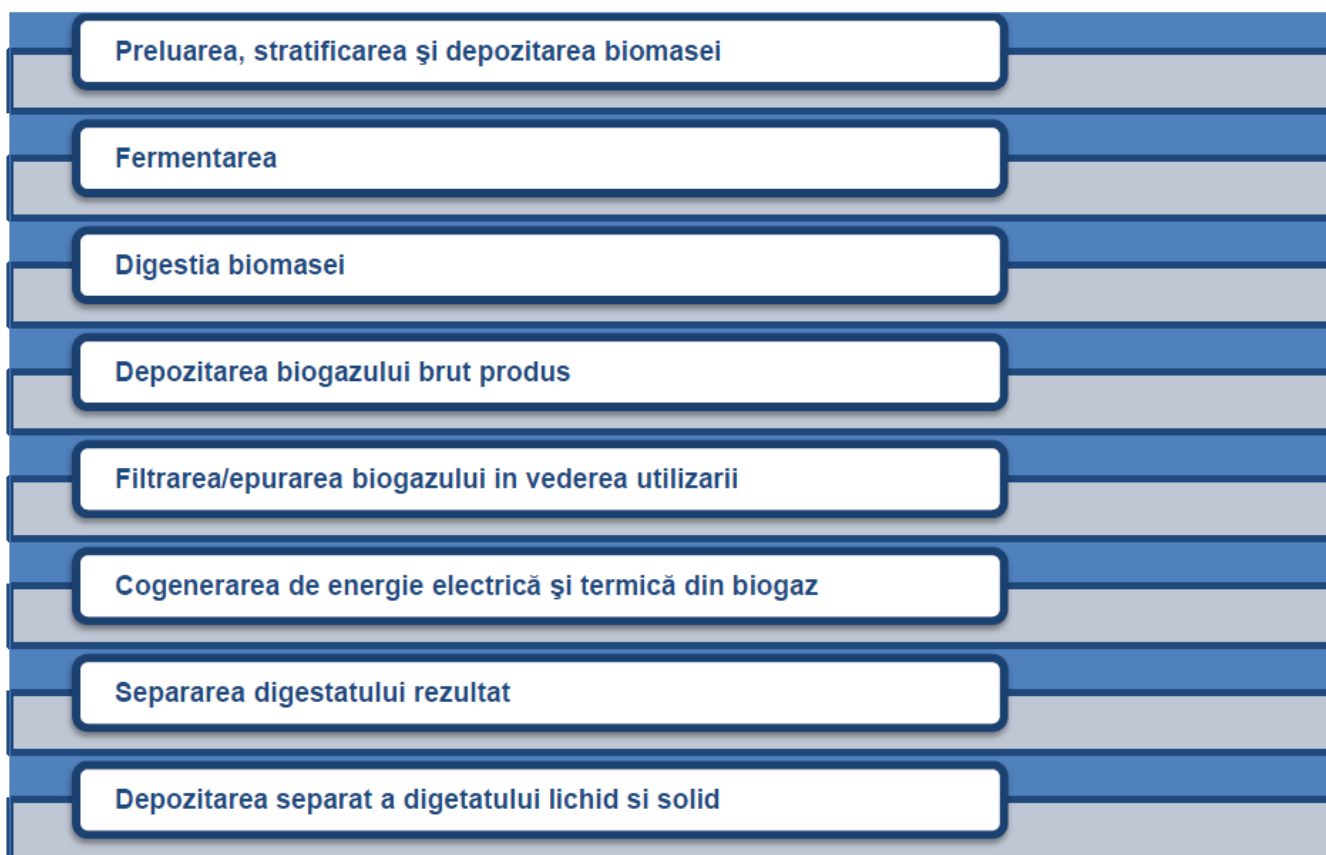 Preluarea, stratificarea şi depozitarea biomasei
Fermentarea
Digestia biomasei
Depozitarea biogazului brut produs
Filtrarea/epurarea biogazului in vederea utilizarii
Cogenerarea de energie electrică şi termică din biogaz
Separarea digestatului rezultat
Depozitarea separat a digetatului lichid si solid